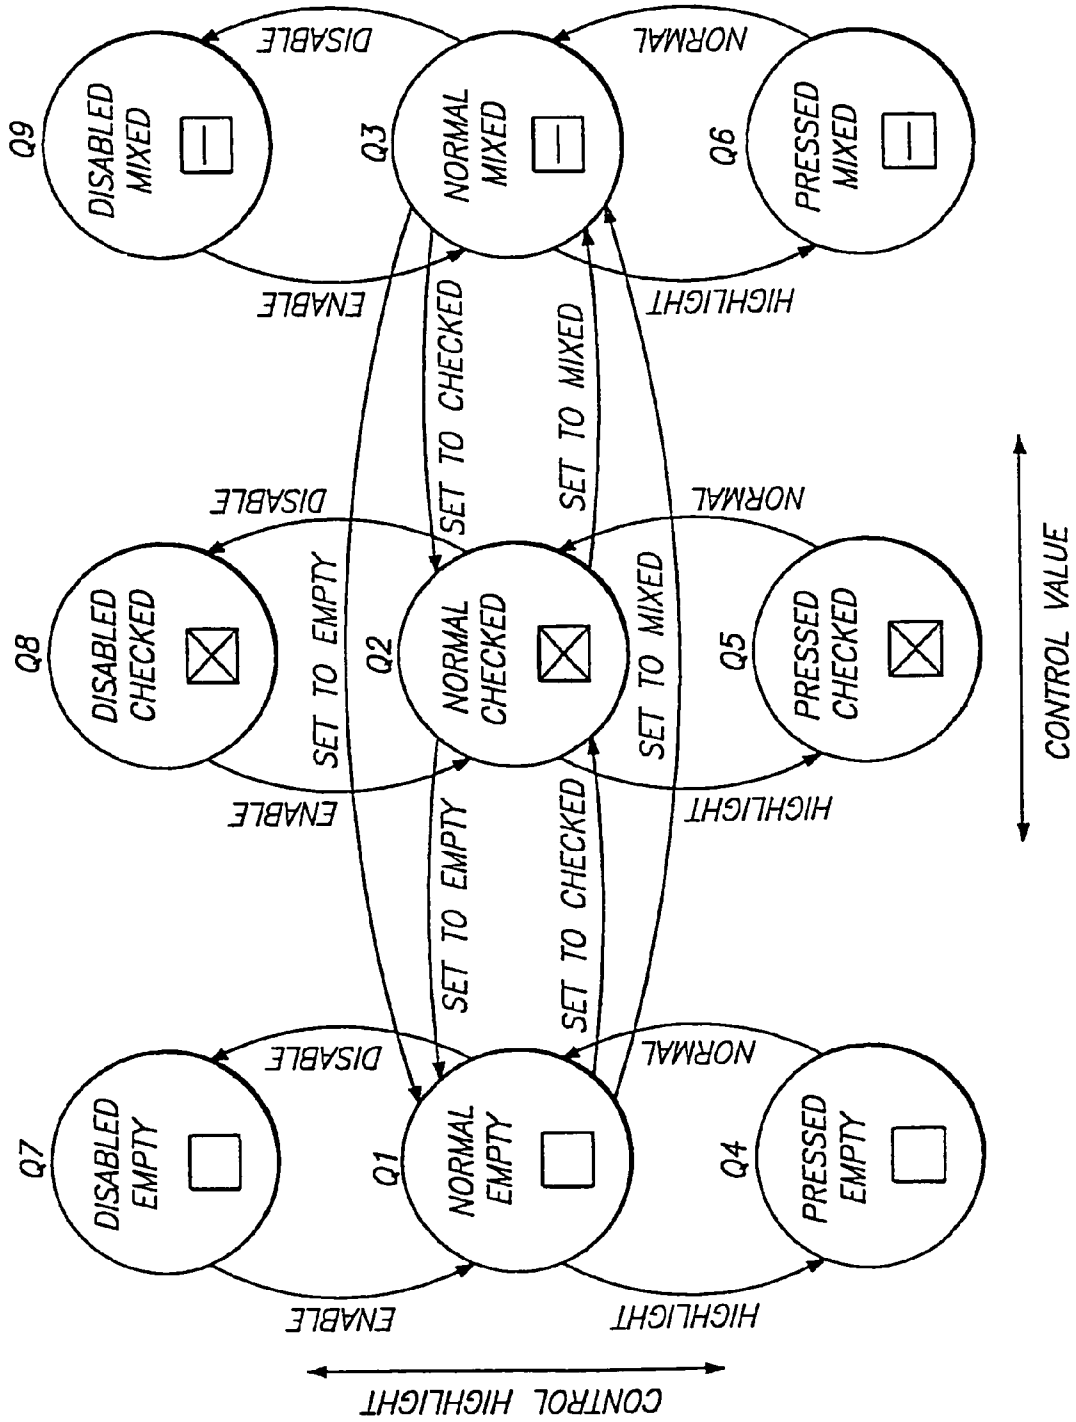 Q7
DISABLED
EMPTY
Q8
DISABLED
CHECKED
Q9
DISABLED
MIXED
ENABLE
DISABLE
ENABLE
DISABLE
ENABLE
DISABLE
SET TO EMPTY
Q1
NORMAL
EMPTY
SET TO EMPTY
Q2
NORMAL
CHECKED
SET TO CHECKED
Q3
NORMAL
MIXED
SET TO CHECKED
SET TO MIXED
SET TO MIXED
HIGHLIGHT
NORMAL
HIGHLIGHT
NORMAL
HIGHLIGHT
NORMAL
Q4
PRESSED
EMPTY
Q5
PRESSED
CHECKED
Q6
PRESSED
MIXED
CONTROL HIGHLIGHT
CONTROL VALUE